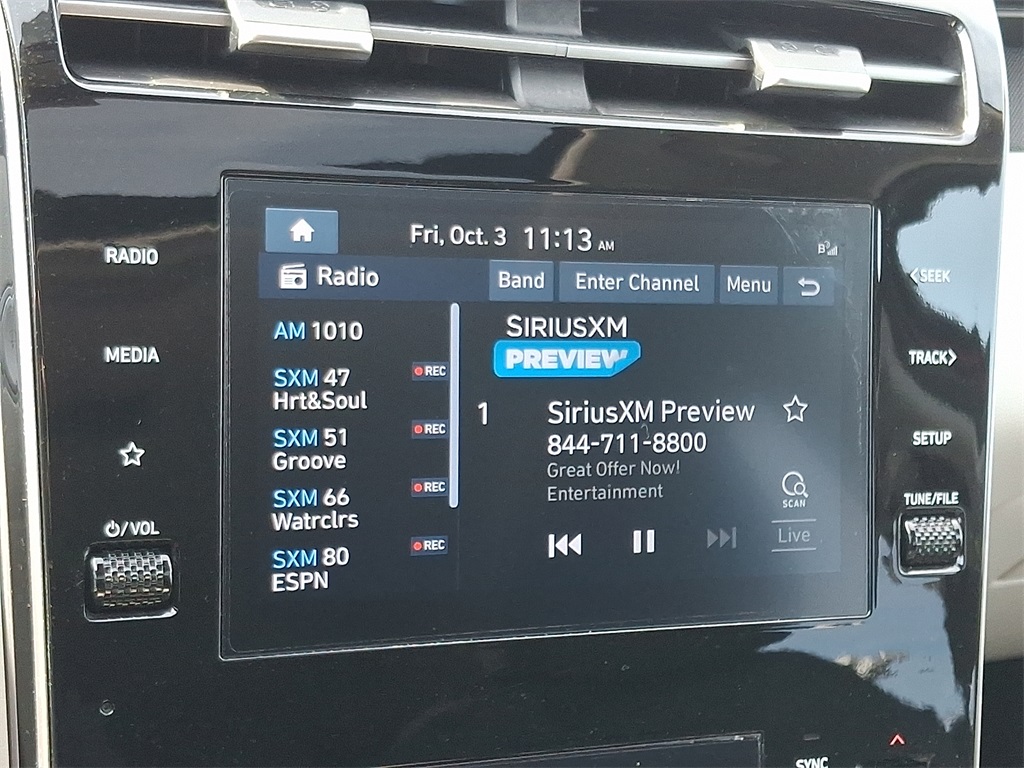 Fri, Oct. 3 11:13 AM
Radio Band Enter Channel Menu
AM 1010
SXM 47
Hrt&Soul
REC
SXM 51
Groove
REC
SXM 66
Watrclrs
REC
SXM 80
ESPN
REC
SIRIUSXM
PREVIEW
1 SiriusXM Preview
844-711-8800
Great Offer Now!
Entertainment
SCAN
Live
RADIO
MEDIA
/VOL
<SEEK
TRACK>
SETUP
TUNE/FILE
SYNC